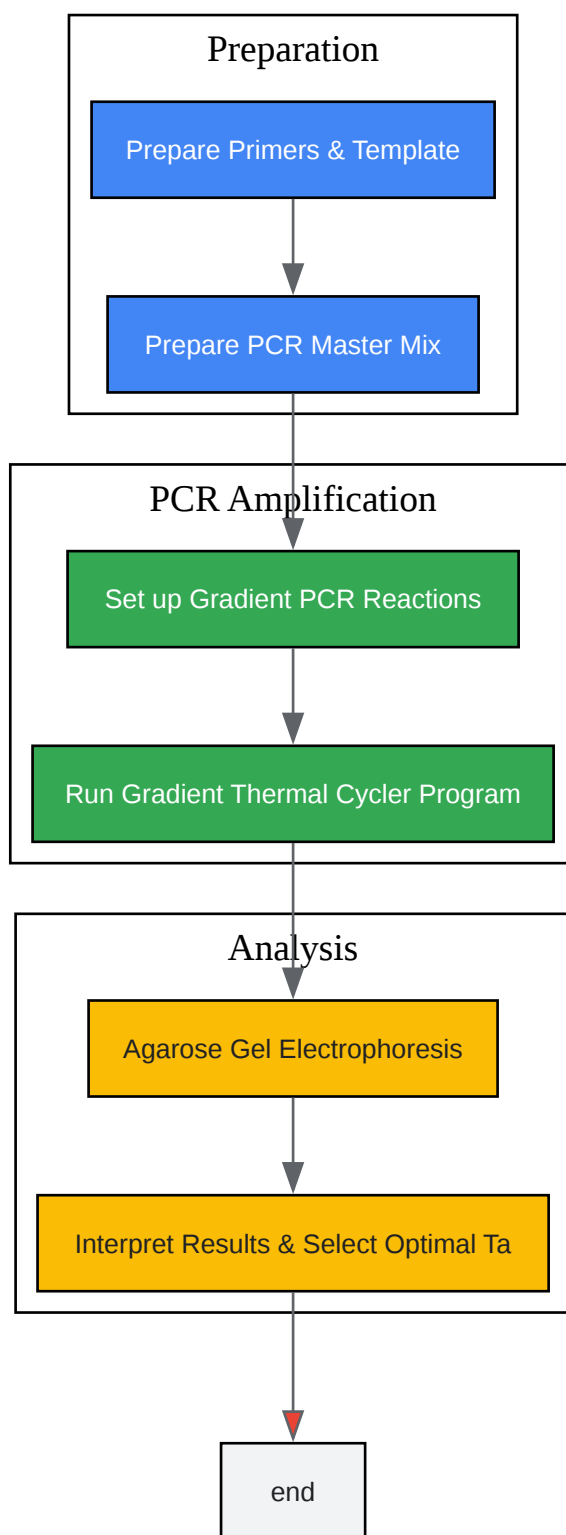 Preparation
Prepare Primers & Template
Prepare PCR Master Mix
PCR Amplification
Set up Gradient PCR Reactions
Run Gradient Thermal Cycler Program
Analysis
Agarose Gel Electrophoresis
Interpret Results & Select Optimal Ta
end